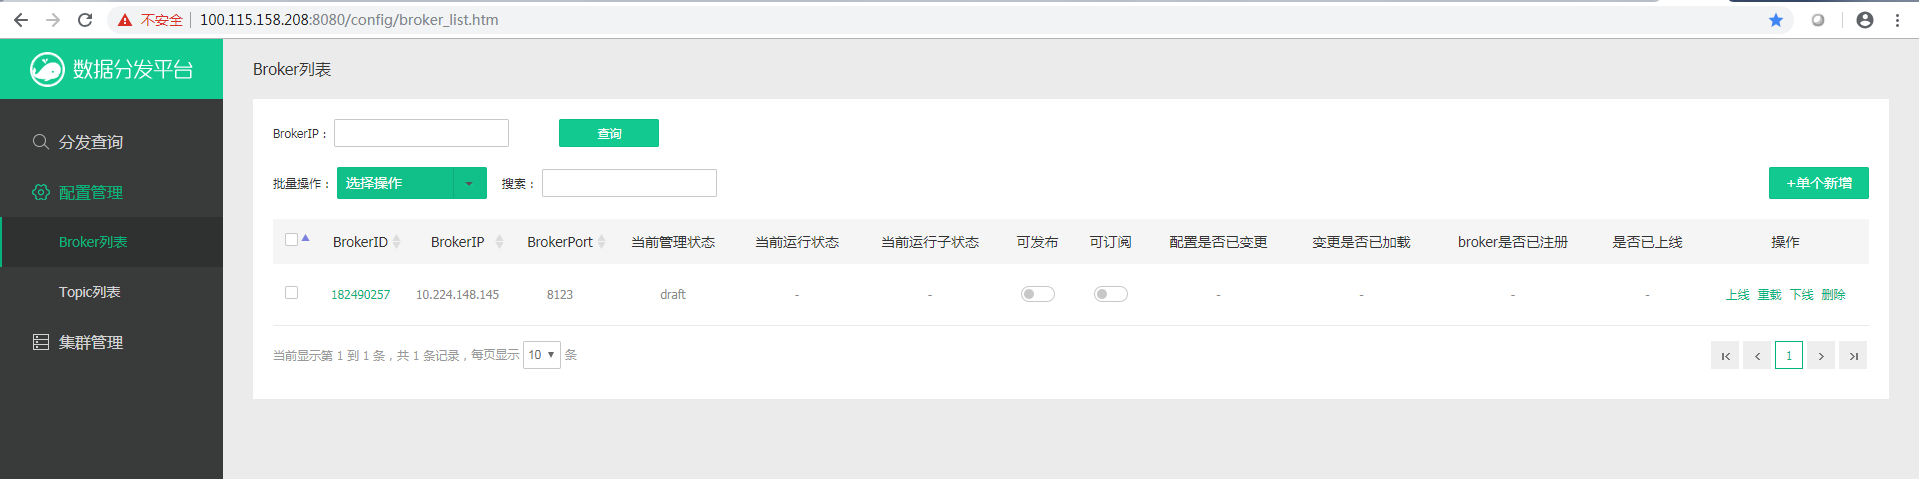 不安全 100.115.158.208:8080/config/broker_list.htm
数据分发平台
分发查询
配置管理
Broker列表
Topic列表
集群管理
Broker列表
BrokerIP： 查询
批量操作： 选择操作 搜索： +单个新增
BrokerID BrokerIP BrokerPort 当前管理状态 当前运行状态 当前运行子状态 可发布 可订阅 配置是否已变更 变更是否已加载 broker是否已注册 是否已上线 操作
182490257 10.224.148.145 8123 draft - - - - - - 上线 重载 下线 删除
当前显示第 1 到 1 条，共 1 条记录，每页显示 10 条 1